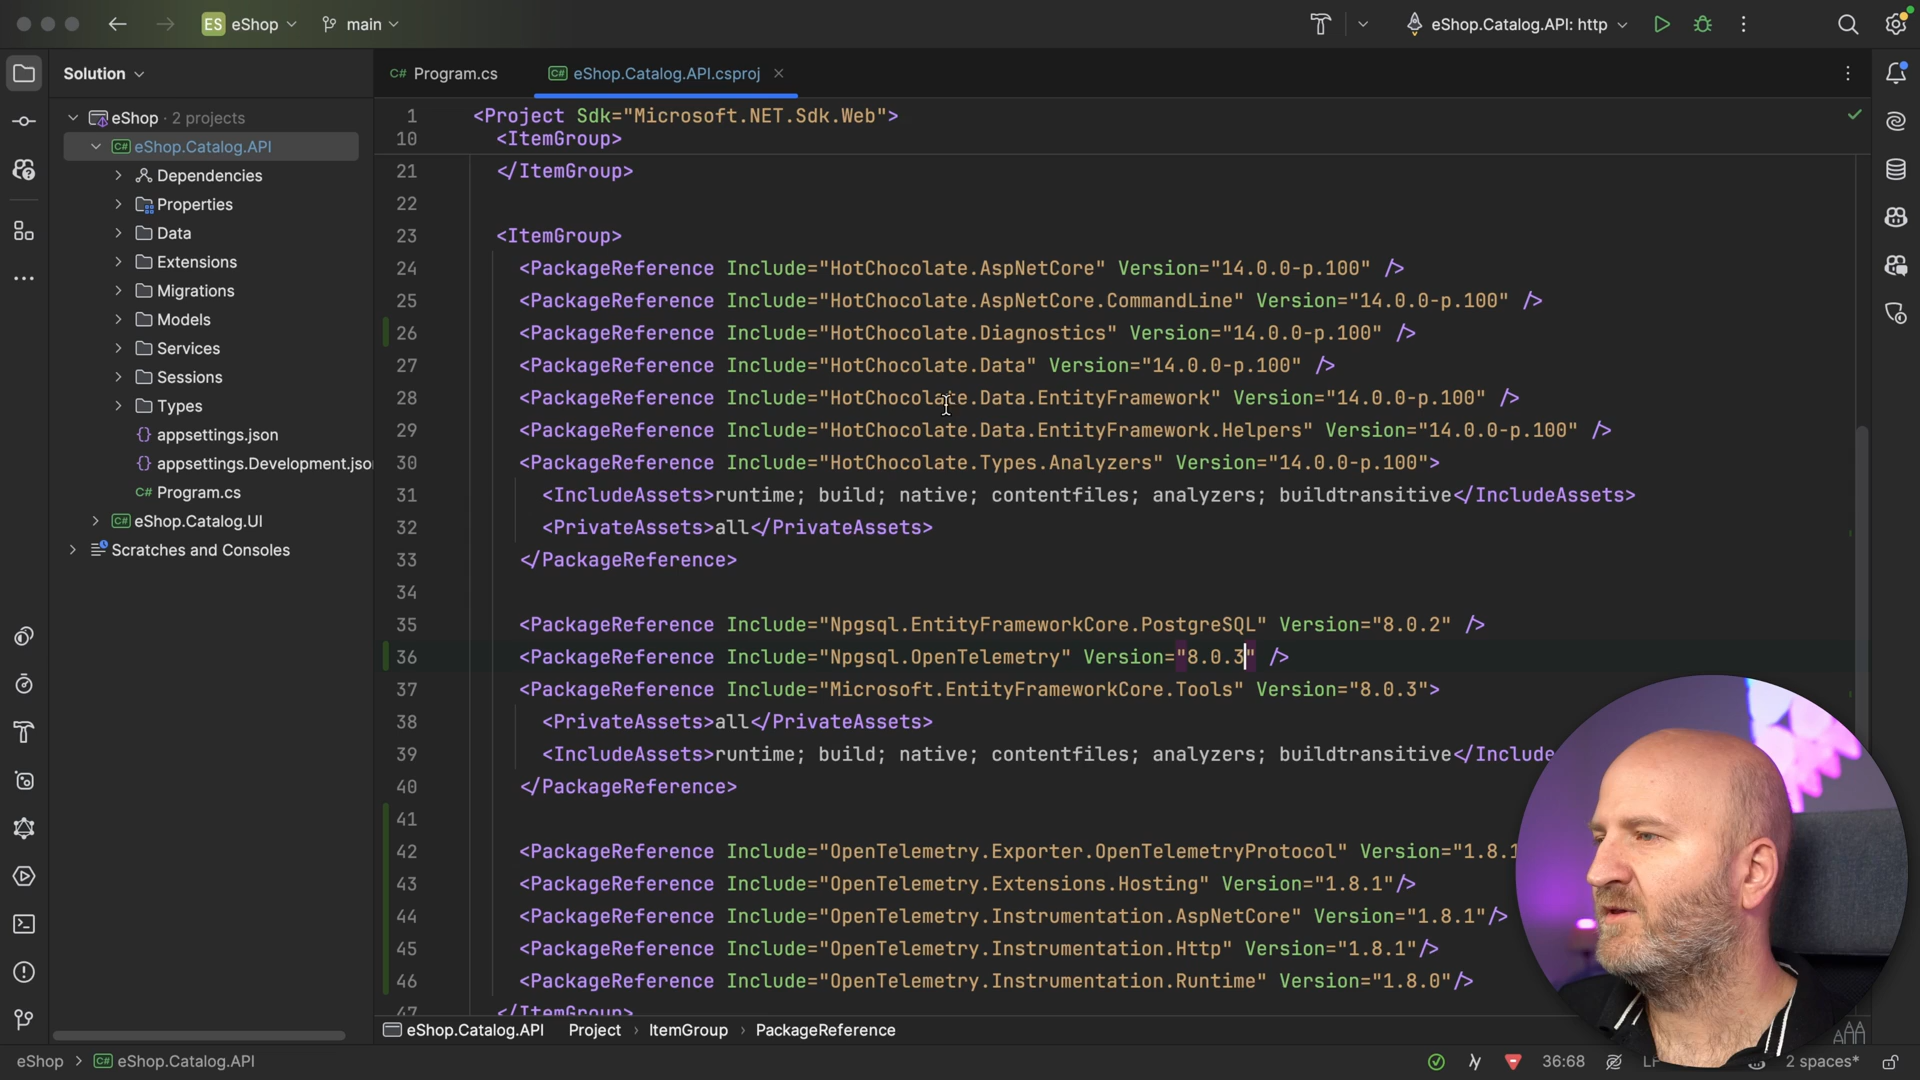 ES eShop
main
eShop.Catalog.API: http
Solution
Program.cs
eShop.Catalog.API.csproj
eShop · 2 projects
eShop.Catalog.API
Dependencies
Properties
Data
Extensions
Migrations
Models
Services
Sessions
Types
appsettings.json
appsettings.Development.jso
C# Program.cs
eShop.Catalog.UI
Scratches and Consoles
1 <Project Sdk="Microsoft.NET.Sdk.Web">
10 <ItemGroup>
21 </ItemGroup>
22
23 <ItemGroup>
24 <PackageReference Include="HotChocolate.AspNetCore" Version="14.0.0-p.100" />
25 <PackageReference Include="HotChocolate.AspNetCore.CommandLine" Version="14.0.0-p.100" />
26 <PackageReference Include="HotChocolate.Diagnostics" Version="14.0.0-p.100" />
27 <PackageReference Include="HotChocolate.Data" Version="14.0.0-p.100" />
28 <PackageReference Include="HotChocolate.Data.EntityFramework" Version="14.0.0-p.100" />
29 <PackageReference Include="HotChocolate.Data.EntityFramework.Helpers" Version="14.0.0-p.100" />
30 <PackageReference Include="HotChocolate.Types.Analyzers" Version="14.0.0-p.100">
31 <IncludeAssets>runtime; build; native; contentfiles; analyzers; buildtransitive</IncludeAssets>
32 <PrivateAssets>all</PrivateAssets>
33 </PackageReference>
34
35 <PackageReference Include="Npgsql.EntityFrameworkCore.PostgreSQL" Version="8.0.2" />
36 <PackageReference Include="Npgsql.OpenTelemetry" Version="8.0.3" />
37 <PackageReference Include="Microsoft.EntityFrameworkCore.Tools" Version="8.0.3">
38 <PrivateAssets>all</PrivateAssets>
39 <IncludeAssets>runtime; build; native; contentfiles; analyzers; buildtransitive</Include
40 </PackageReference>
41
42 <PackageReference Include="OpenTelemetry.Exporter.OpenTelemetryProtocol" Version="1.8.1
43 <PackageReference Include="OpenTelemetry.Extensions.Hosting" Version="1.8.1"/>
44 <PackageReference Include="OpenTelemetry.Instrumentation.AspNetCore" Version="1.8.1"/>
45 <PackageReference Include="OpenTelemetry.Instrumentation.Http" Version="1.8.1"/>
46 <PackageReference Include="OpenTelemetry.Instrumentation.Runtime" Version="1.8.0"/>
47 </ItemGroup>
eShop.Catalog.API > Project > ItemGroup > PackageReference
eShop > eShop.Catalog.API
36:68 LF 2 spaces*